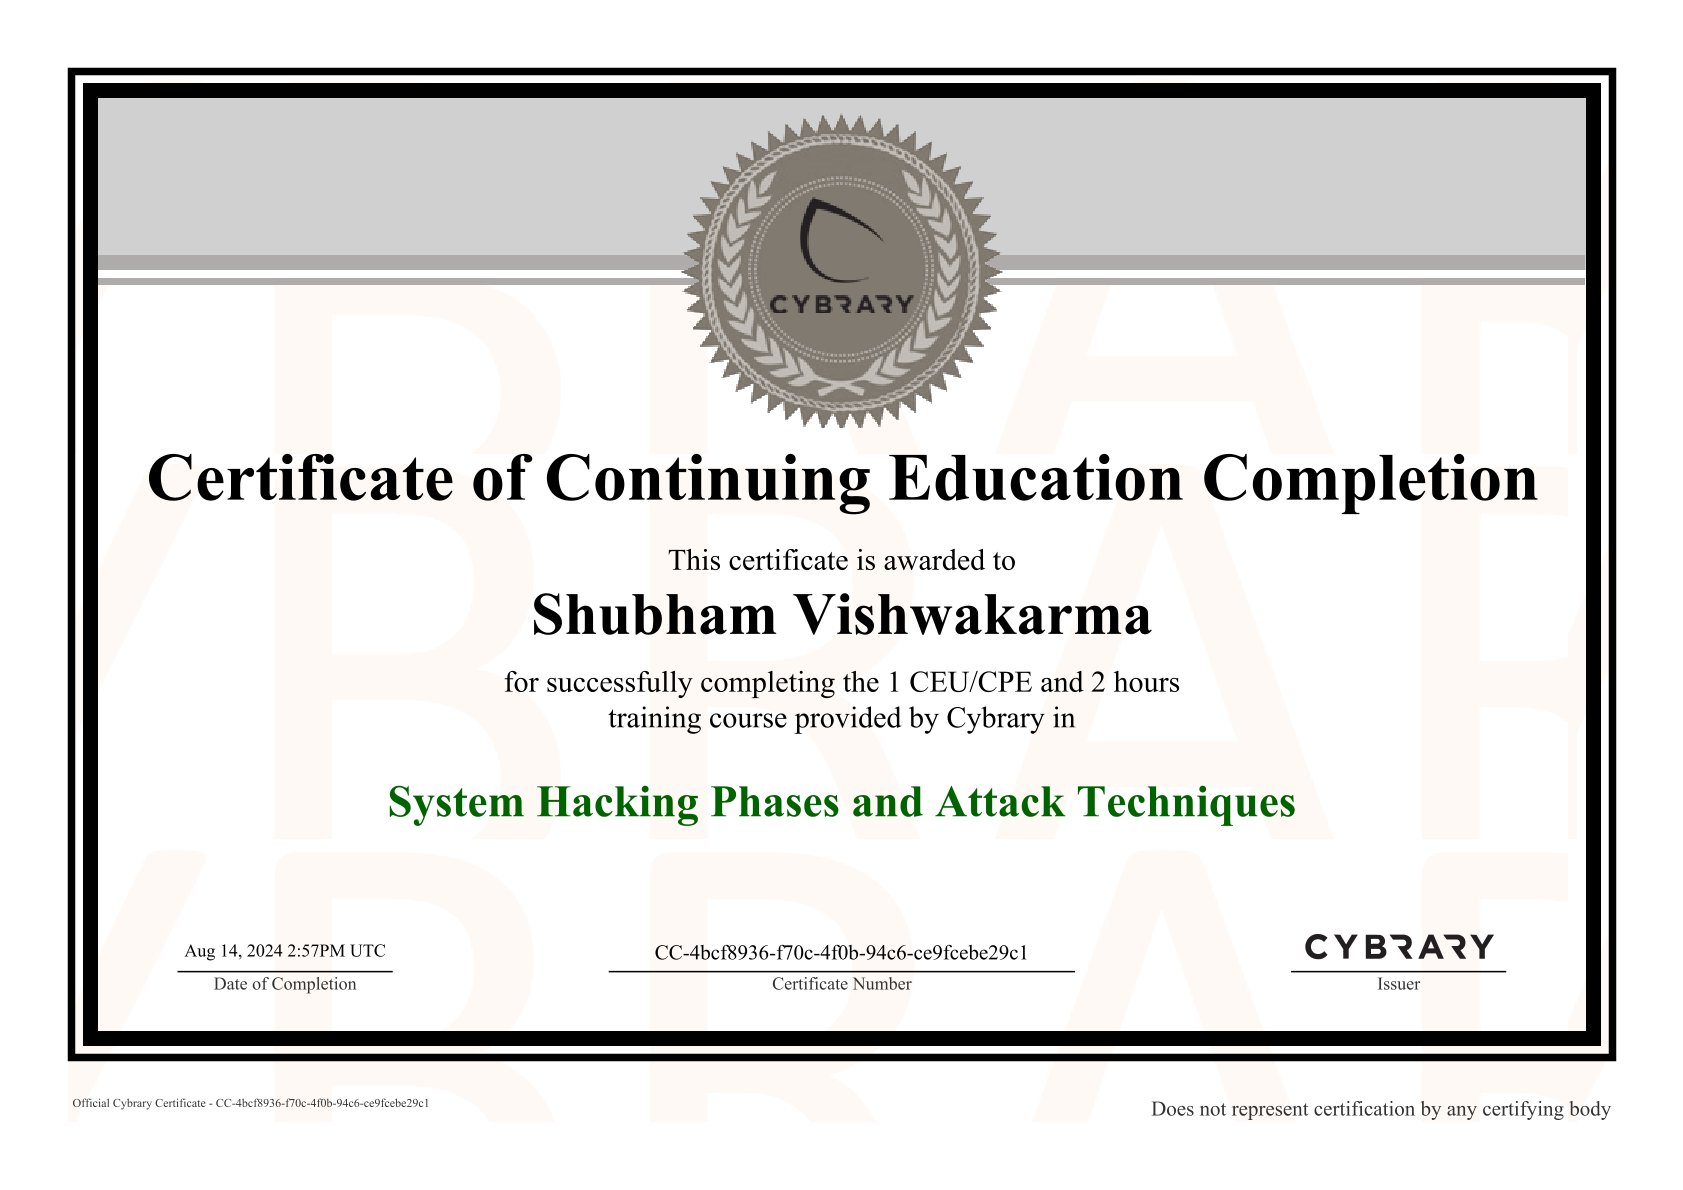 CYBRARY
Certificate of Continuing Education Completion
This certificate is awarded to
Shubham Vishwakarma
for successfully completing the 1 CEU/CPE and 2 hours
training course provided by Cybrary in
System Hacking Phases and Attack Techniques
Aug 14, 2024 2:57PM UTC
Date of Completion
CC-4bcf8936-f70c-4f0b-94c6-ce9fcebe29c1
Certificate Number
CYBRARY
Issuer
Official Cybrary Certificate - CC-4bcf8936-f70c-4f0b-94c6-ce9fcebe29c1
Does not represent certification by any certifying body